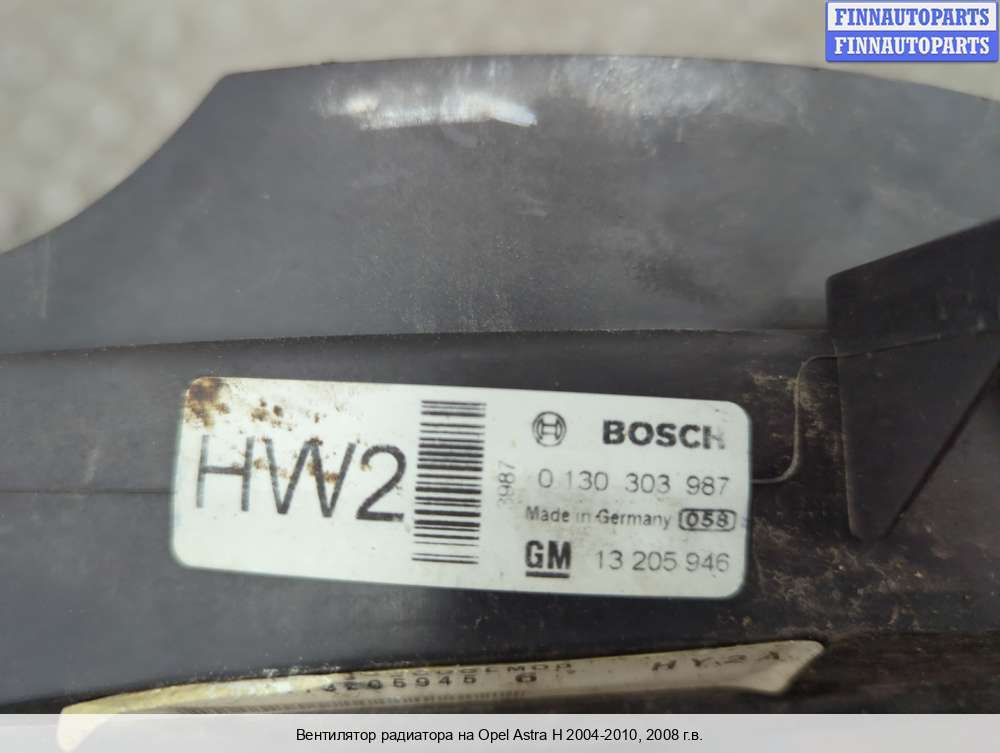 FINNAUTOPARTS
FINNAUTOPARTS
HW2
3987
BOSCH
0 130 303 987
Made in Germany 058
GM 13 205 946
Вентилятор радиатора на Opel Astra H 2004-2010, 2008 г.в.